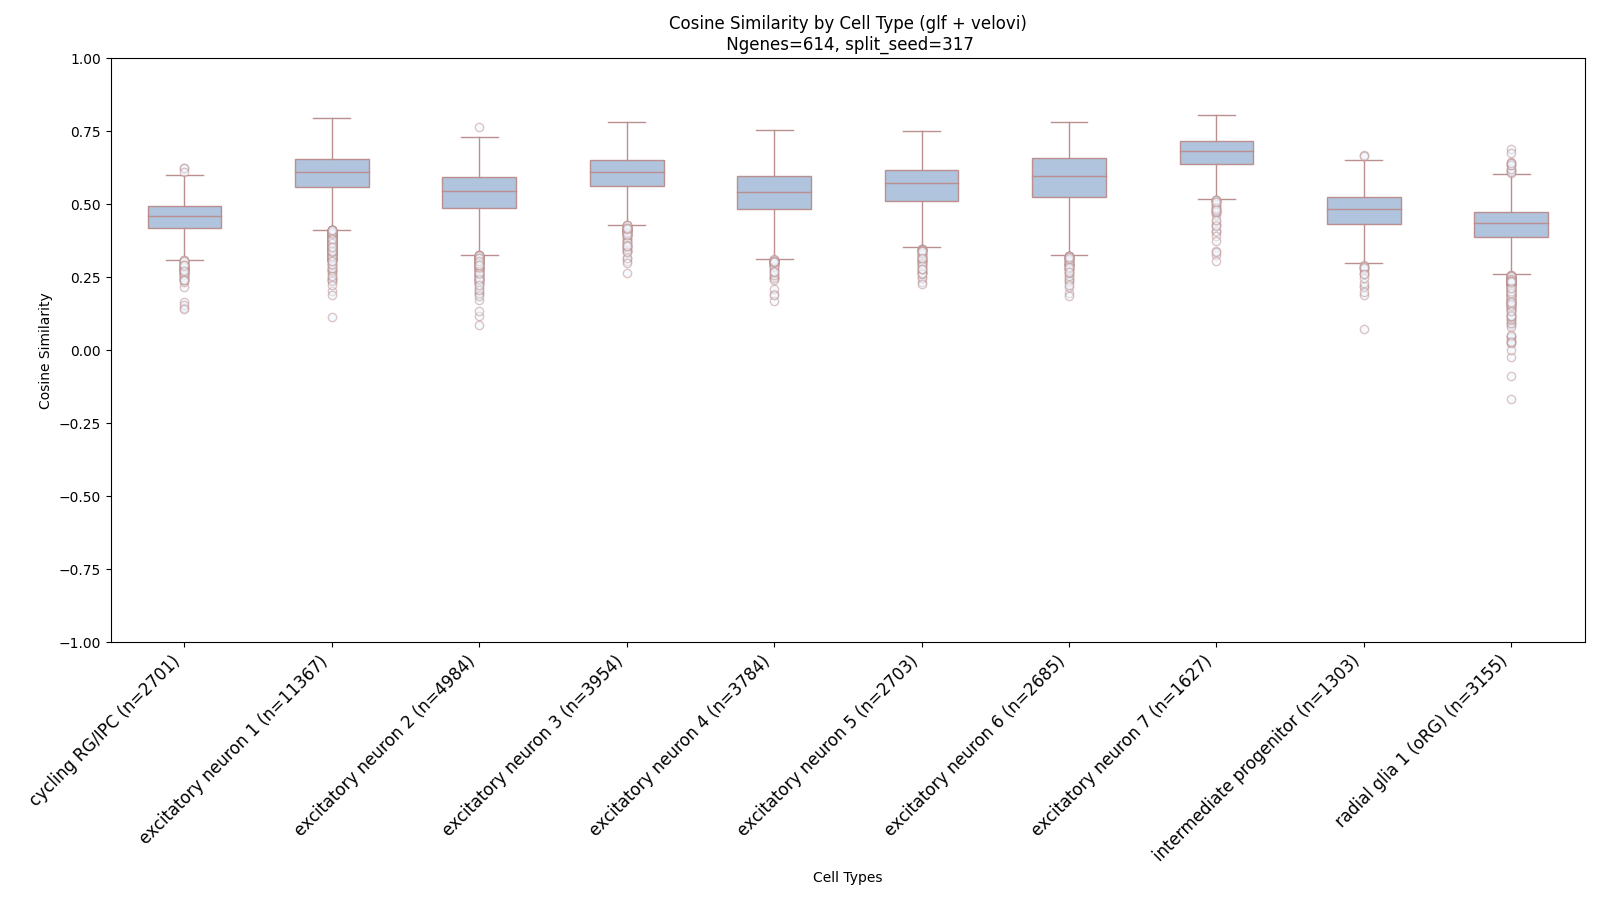 Cosine Similarity by Cell Type (glf + velovi)
Ngenes=614, split_seed=317
Cosine Similarity
1.00
0.75
0.50
0.25
0.00
−0.25
−0.50
−0.75
−1.00
cycling RG/IPC (n=2701)
excitatory neuron 1 (n=11367)
excitatory neuron 2 (n=4984)
excitatory neuron 3 (n=3954)
excitatory neuron 4 (n=3784)
excitatory neuron 5 (n=2703)
excitatory neuron 6 (n=2685)
excitatory neuron 7 (n=1627)
intermediate progenitor (n=1303)
radial glia 1 (oRG) (n=3155)
Cell Types